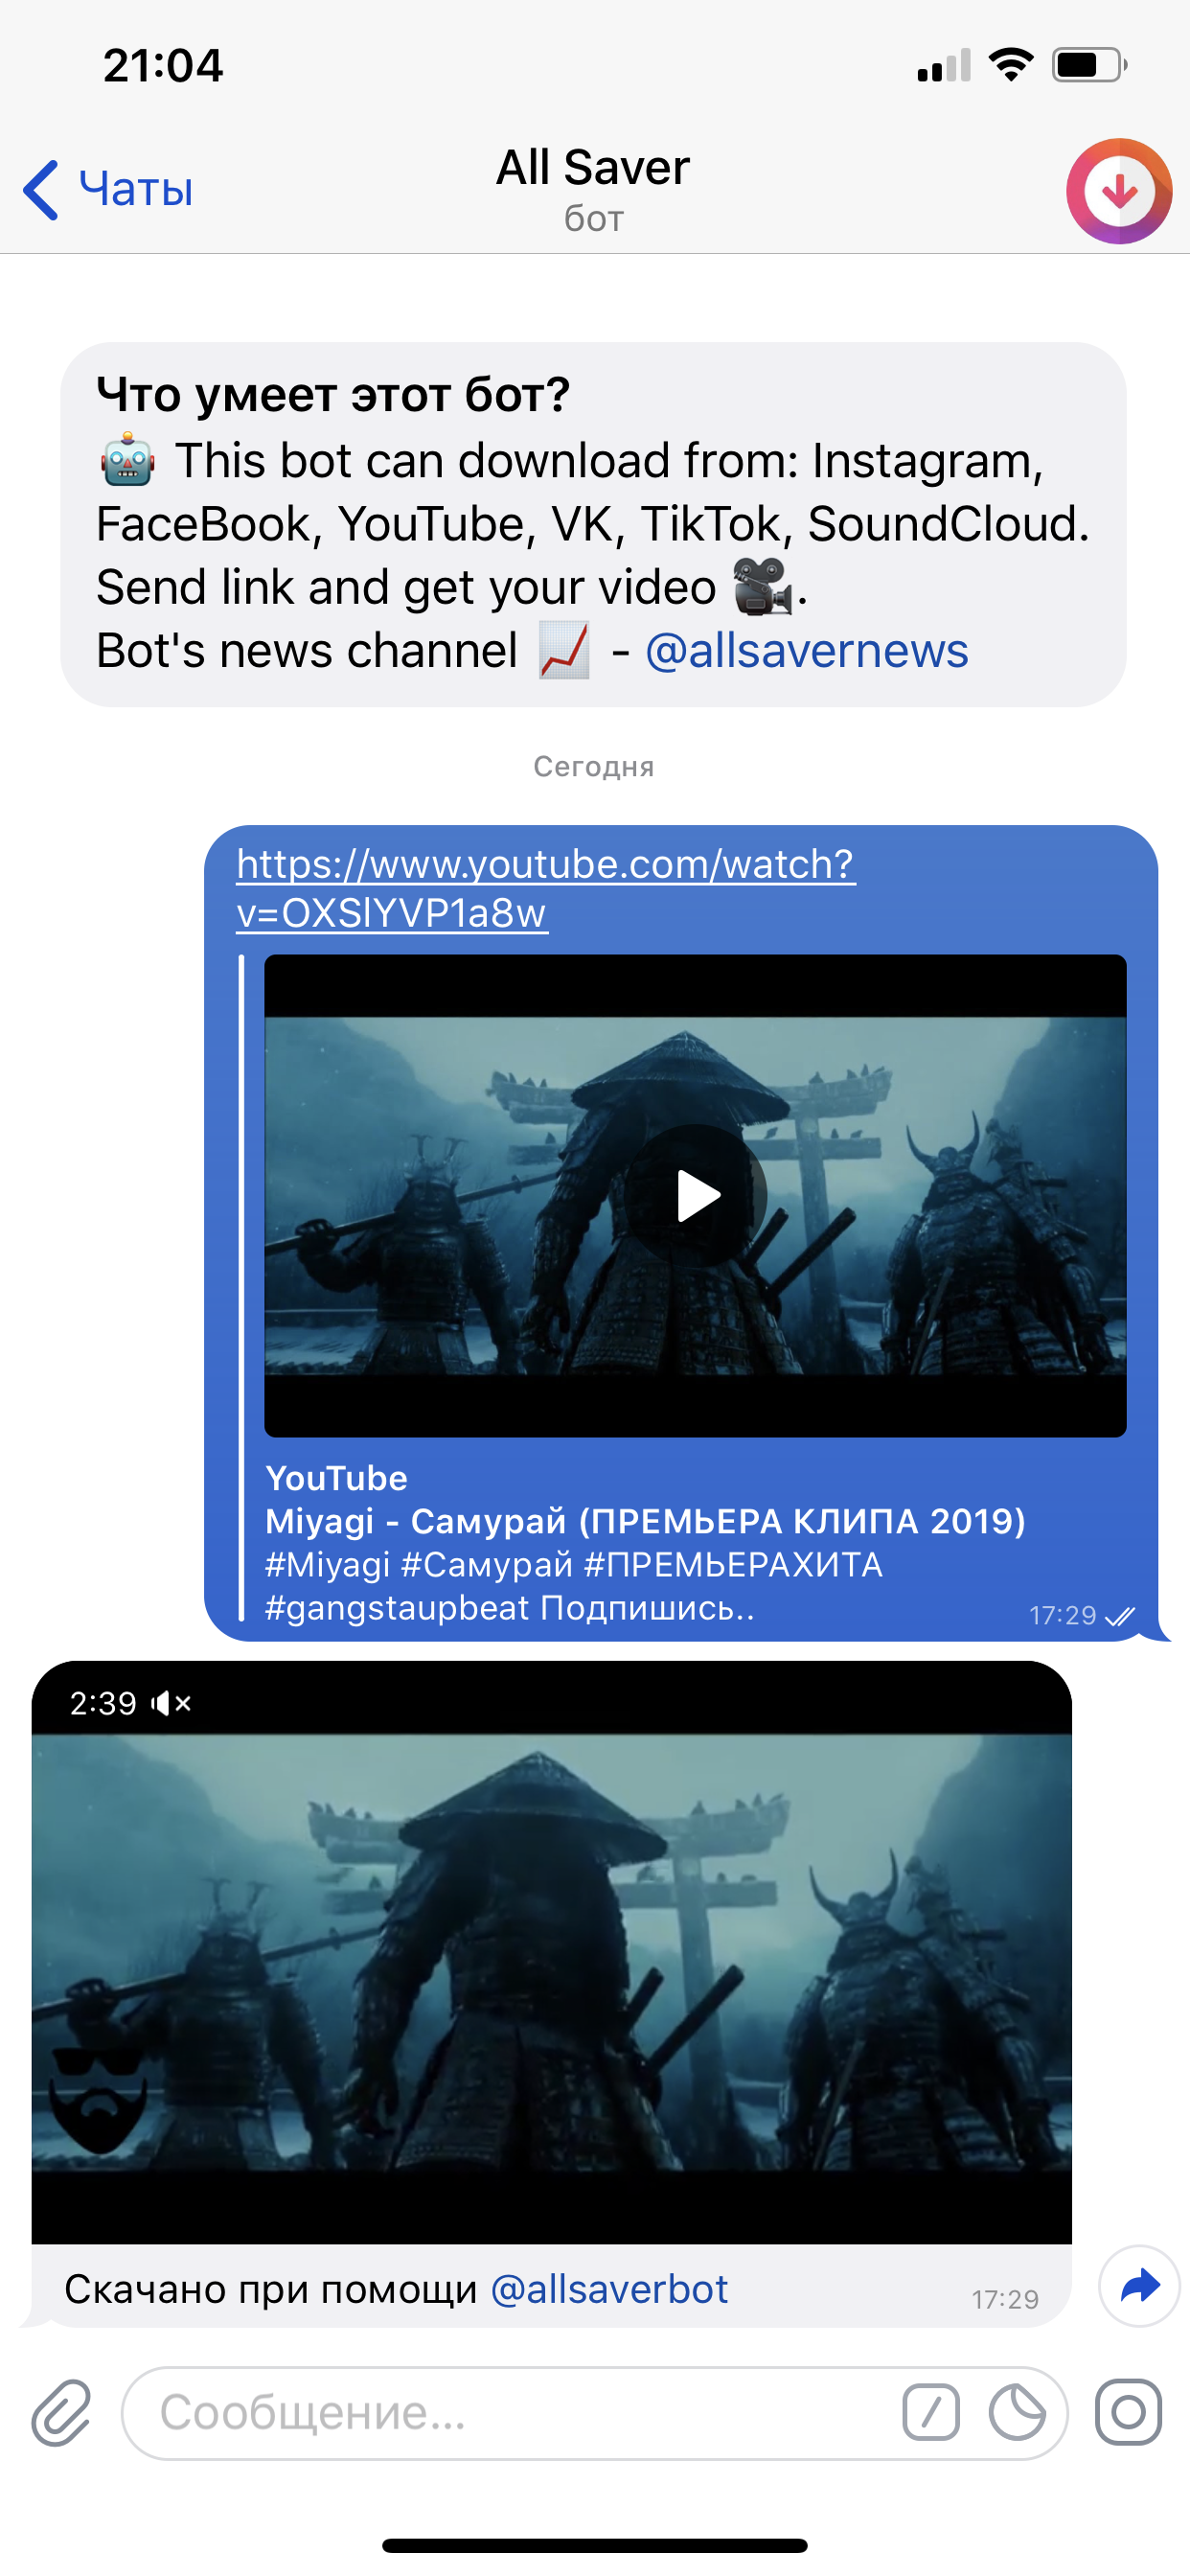 21:04
Чаты
All Saver
бот
Что умеет этот бот?
🤖 This bot can download from: Instagram,
FaceBook, YouTube, VK, TikTok, SoundCloud.
Send link and get your video 🎥.
Bot's news channel 📈 - @allsavernews
Сегодня
https://www.youtube.com/watch?
v=OXSlYVP1a8w
YouTube
Miyagi - Самурай (ПРЕМЬЕРА КЛИПА 2019)
#Miyagi #Самурай #ПРЕМЬЕРАХИТА
#gangstaupbeat Подпишись..
17:29
2:39
Скачано при помощи @allsaverbot
17:29
Сообщение...